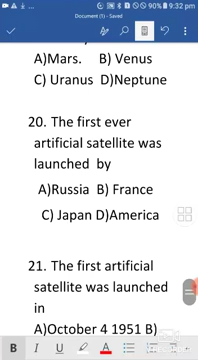 Document (1) - Saved
90% 9:32 pm
A)Mars. B) Venus
C) Uranus D)Neptune
20. The first ever
artificial satellite was
launched by
A)Russia B) France
C) Japan D)America
21. The first artificial
satellite was launched
in
A)October 4 1951 B)
B I U A